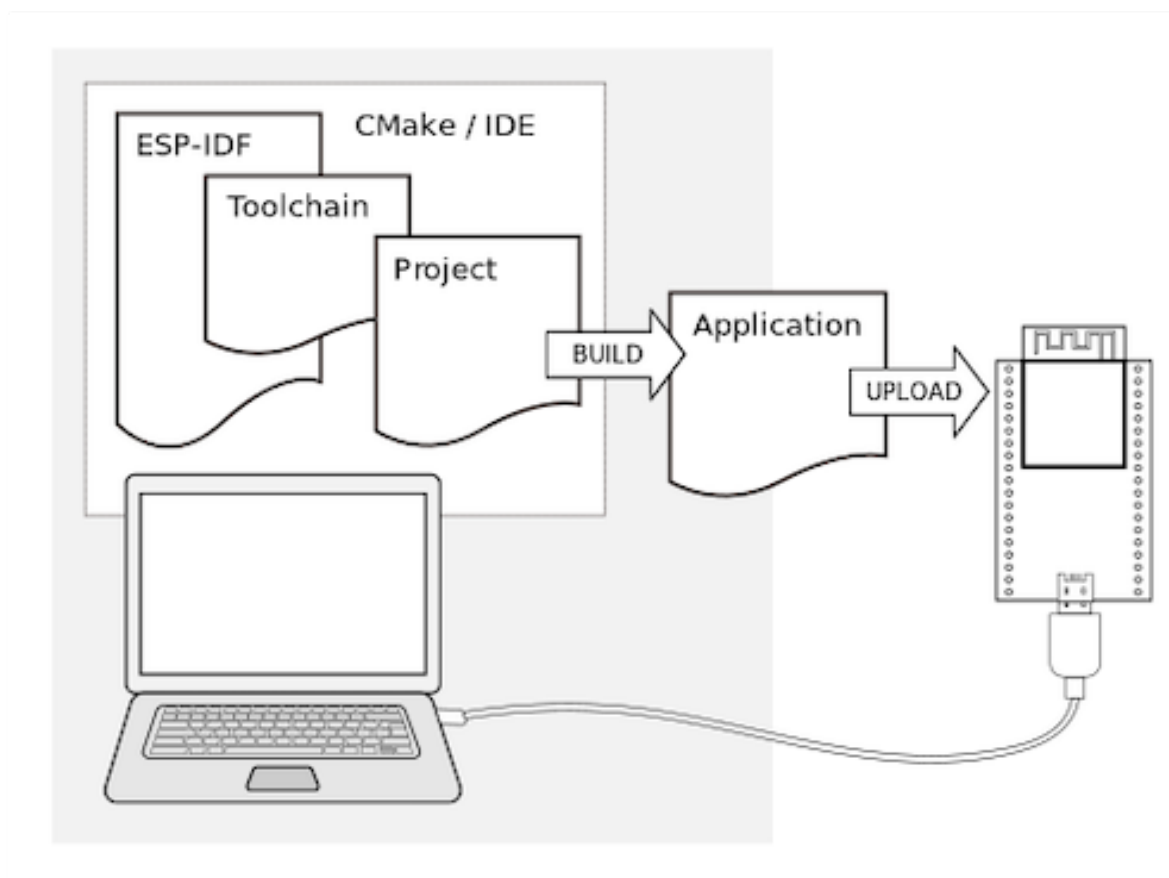 ESP-IDF
CMake / IDE
Toolchain
Project
BUILD
Application
UPLOAD